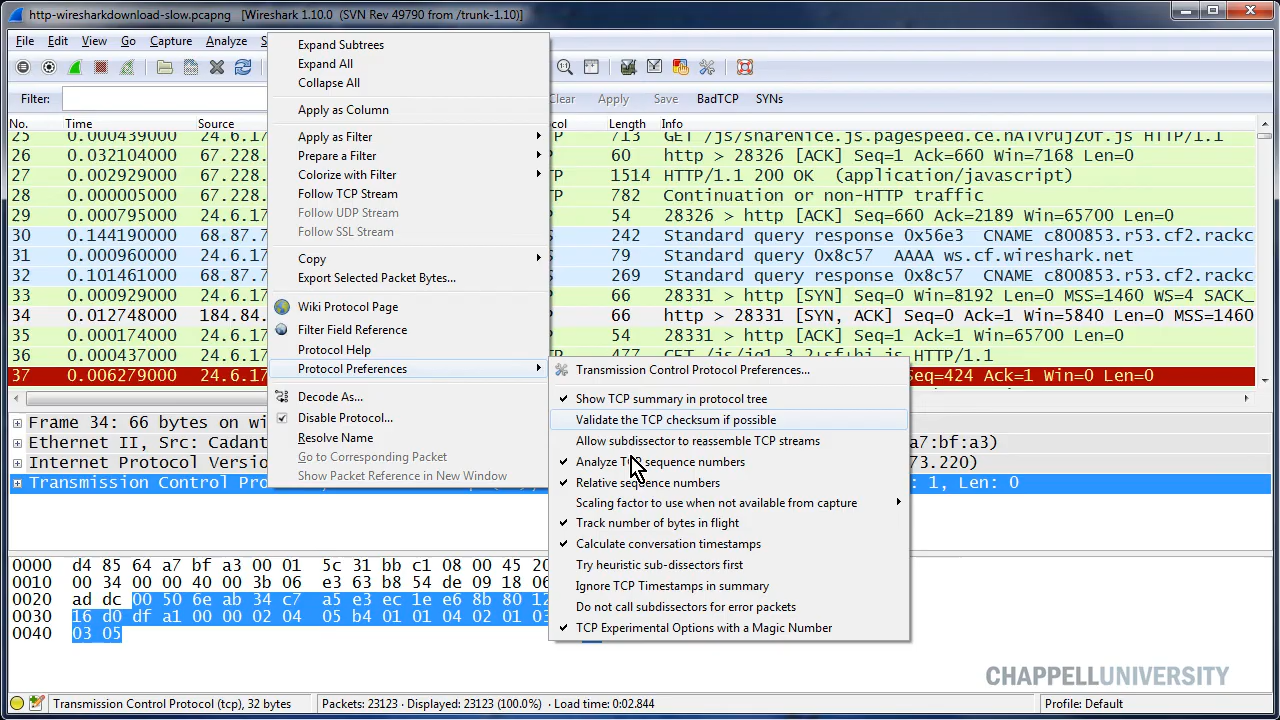 http-wiresharkdownload-slow.pcapng    [Wireshark 1.10.0 (SVN Rev 49790 from /trunk-1.10)]
File Edit View Go Capture Analyze S
Filter: Clear Apply Save BadTCP SYNs
No. Time Source col Length Info
25 0.000439000 24.6.17 P 713 GET /js/shareNice.js.pagespeed.ce.nAIVrujZOf.js HTTP/1.1
26 0.032104000 67.228. P 60 http > 28326 [ACK] Seq=1 Ack=660 Win=7168 Len=0
27 0.000929000 67.228. P 1514 HTTP/1.1 200 OK (application/javascript)
28 0.000078000 67.228. P 782 Continuation or non-HTTP traffic
29 0.000795000 24.6.17 P 54 28326 > http [ACK] Seq=660 Ack=2189 Win=65700 Len=0
30 0.144190000 68.87.7 S 242 Standard query response 0x56e3 CNAME c800853.r53.cf2.rackc
31 0.000960000 24.6.17 S 79 Standard query 0x8c57 AAAA ws.cf.wireshark.net
32 0.101461000 68.87.7 S 269 Standard query response 0x8c57 CNAME c800853.r53.cf2.rackc
33 0.000929000 24.6.17 P 66 28331 > http [SYN] Seq=0 Win=8192 Len=0 MSS=1460 WS=4 SACK_
34 0.012748000 184.84. P 66 http > 28331 [SYN, ACK] Seq=0 Ack=1 Win=5840 Len=0 MSS=1460
35 0.000174000 24.6.17 P 54 28331 > http [ACK] Seq=1 Ack=1 Win=65700 Len=0
36 0.000437000 24.6.17 P 477 HTTP/1.1
37 0.006279000 24.6.17 Seq=424 Ack=1 Win=65700 Len=0
Expand Subtrees
Expand All
Collapse All
Apply as Column
Apply as Filter
Prepare a Filter
Colorize with Filter
Follow TCP Stream
Follow UDP Stream
Follow SSL Stream
Copy
Export Selected Packet Bytes...
Wiki Protocol Page
Filter Field Reference
Protocol Help
Protocol Preferences
Decode As...
Disable Protocol...
Resolve Name
Go to Corresponding Packet
Show Packet Reference in New Window
Transmission Control Protocol Preferences...
Show TCP summary in protocol tree
Validate the TCP checksum if possible
Allow subdissector to reassemble TCP streams
Analyze TCP sequence numbers
Relative sequence numbers
Scaling factor to use when not available from capture
Track number of bytes in flight
Calculate conversation timestamps
Try heuristic sub-dissectors first
Ignore TCP Timestamps in summary
Do not call subdissectors for error packets
TCP Experimental Options with a Magic Number
Frame 34: 66 bytes on wi
Ethernet II, Src: Cadant a7:bf:a3)
Internet Protocol Versio 73.220)
Transmission Control Pro : 1, Len: 0
0000 d4 85 64 a7 bf a3 00 01 5c 31 bb c1 08 00 45 20
0010 00 34 00 00 40 00 3b 06 e3 63 b8 54 de 09 18 06
0020 ad dc 00 50 6e ab 34 c7 a5 e3 ec 1e e6 8b 80 12
0030 16 d0 df a1 00 00 02 04 05 b4 01 01 04 02 01 03
0040 03 05
CHAPPELLUNIVERSITY
Transmission Control Protocol (tcp), 32 bytes Packets: 23123 · Displayed: 23123 (100.0%) · Load time: 0:02.844 Profile: Default